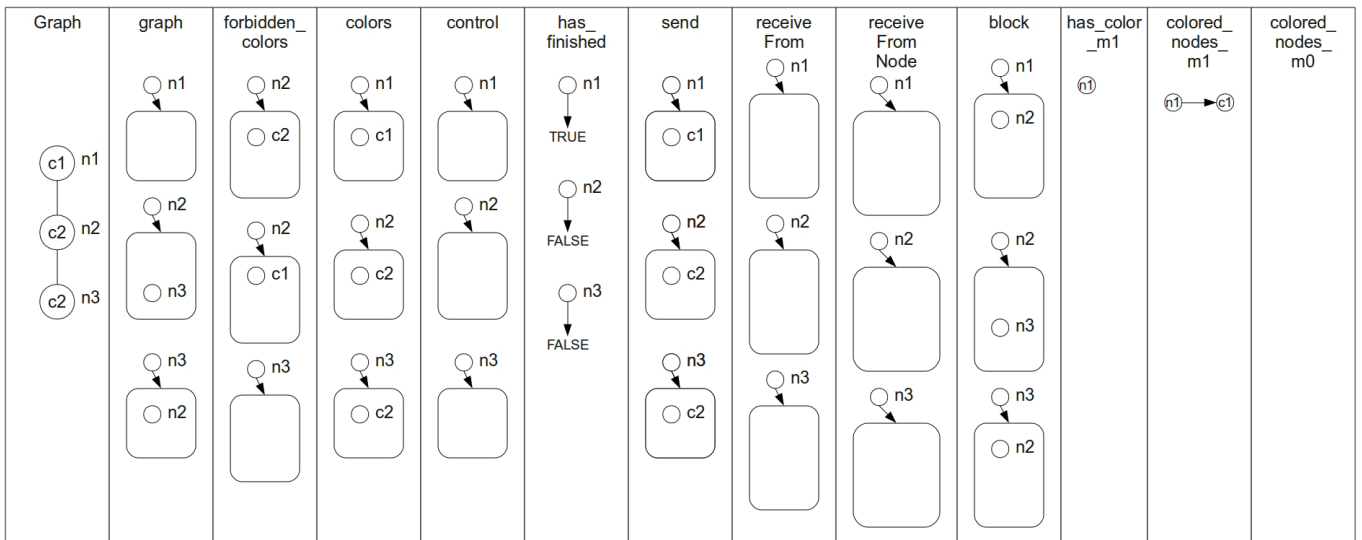 Graph
graph
forbidden_
colors
colors
control
has_
finished
send
receive
From
receive
From
Node
block
has_color
_m1
colored_
nodes_
m1
colored_
nodes_
m0
c1 n1
c2 n2
c2 n3
n1
n2
n3
n3
n2
n2
c2
n2
c1
n3
n1
c1
n2
c2
n3
c2
n1
n2
n3
n1
TRUE
n2
FALSE
n3
FALSE
n1
c1
n2
c2
n3
c2
n1
n2
n3
n1
n2
n3
n1
n2
n2
n3
n3
n2
n1
n1 c1